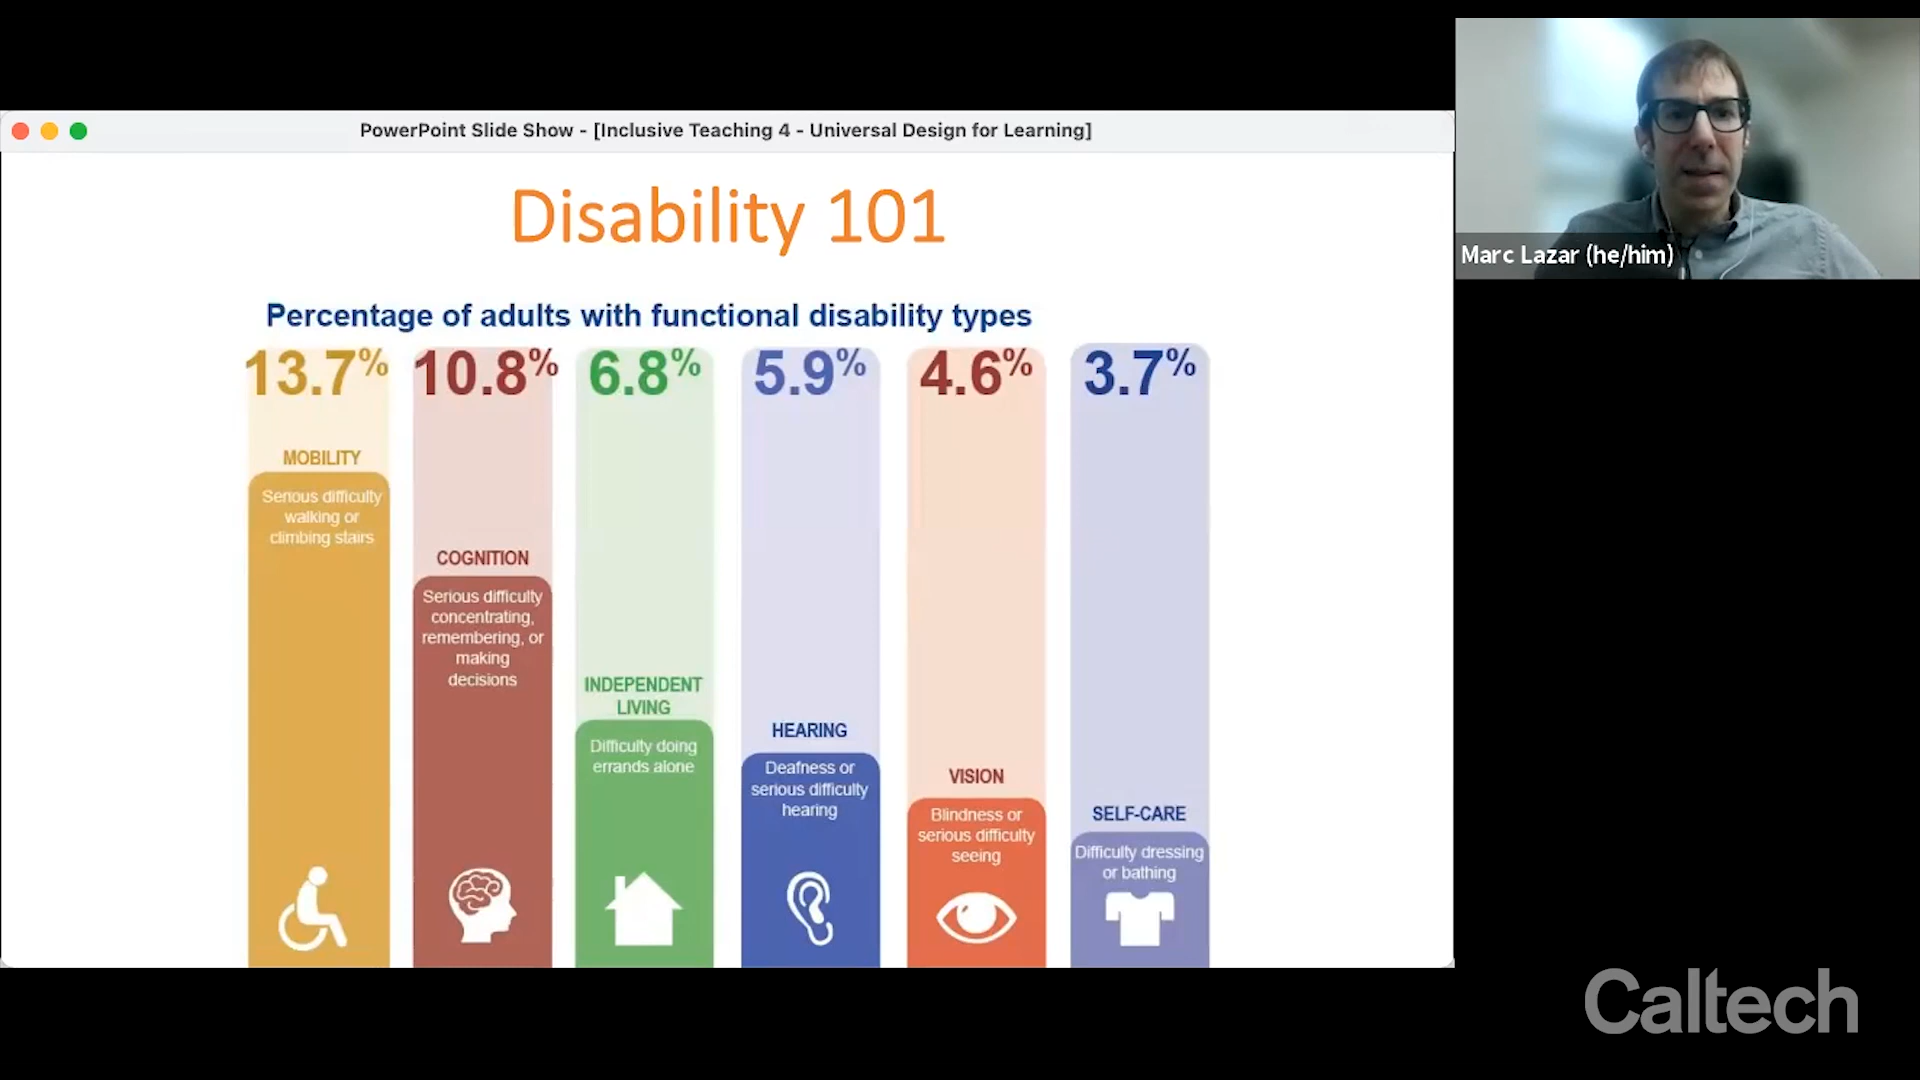 PowerPoint Slide Show - [Inclusive Teaching 4 - Universal Design for Learning]
Disability 101
Percentage of adults with functional disability types
13.7%
MOBILITY
Serious difficulty
walking or
climbing stairs
10.8%
COGNITION
Serious difficulty
concentrating,
remembering, or
making
decisions
6.8%
INDEPENDENT
LIVING
Difficulty doing
errands alone
5.9%
HEARING
Deafness or
serious difficulty
hearing
4.6%
VISION
Blindness or
serious difficulty
seeing
3.7%
SELF-CARE
Difficulty dressing
or bathing
Marc Lazar (he/him)
Caltech